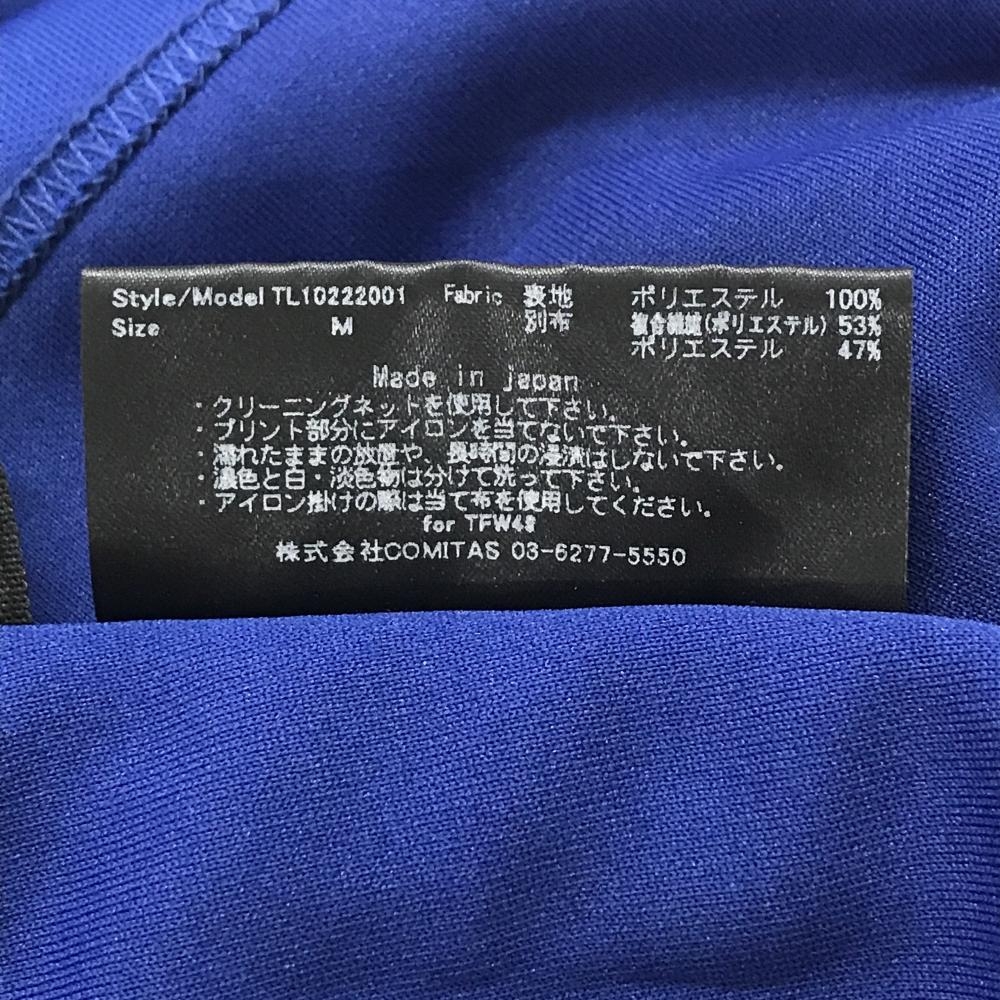 Style/Model TL10222001 Fabric 表地 ポリエステル 100%
Size M 別布 複合繊維(ポリエステル) 53%
ポリエステル 47%
Made in Japan
・クリーニングネットを使用して下さい。
・プリント部分にアイロンを当てないで下さい。
・濡れたままの放置や、長時間の浸漬はしないで下さい。
・濃色と白・淡色物は分けて洗って下さい。
・アイロン掛けの際は当て布を使用してください。
for TFW49
株式会社COMITAS 03-6277-5550